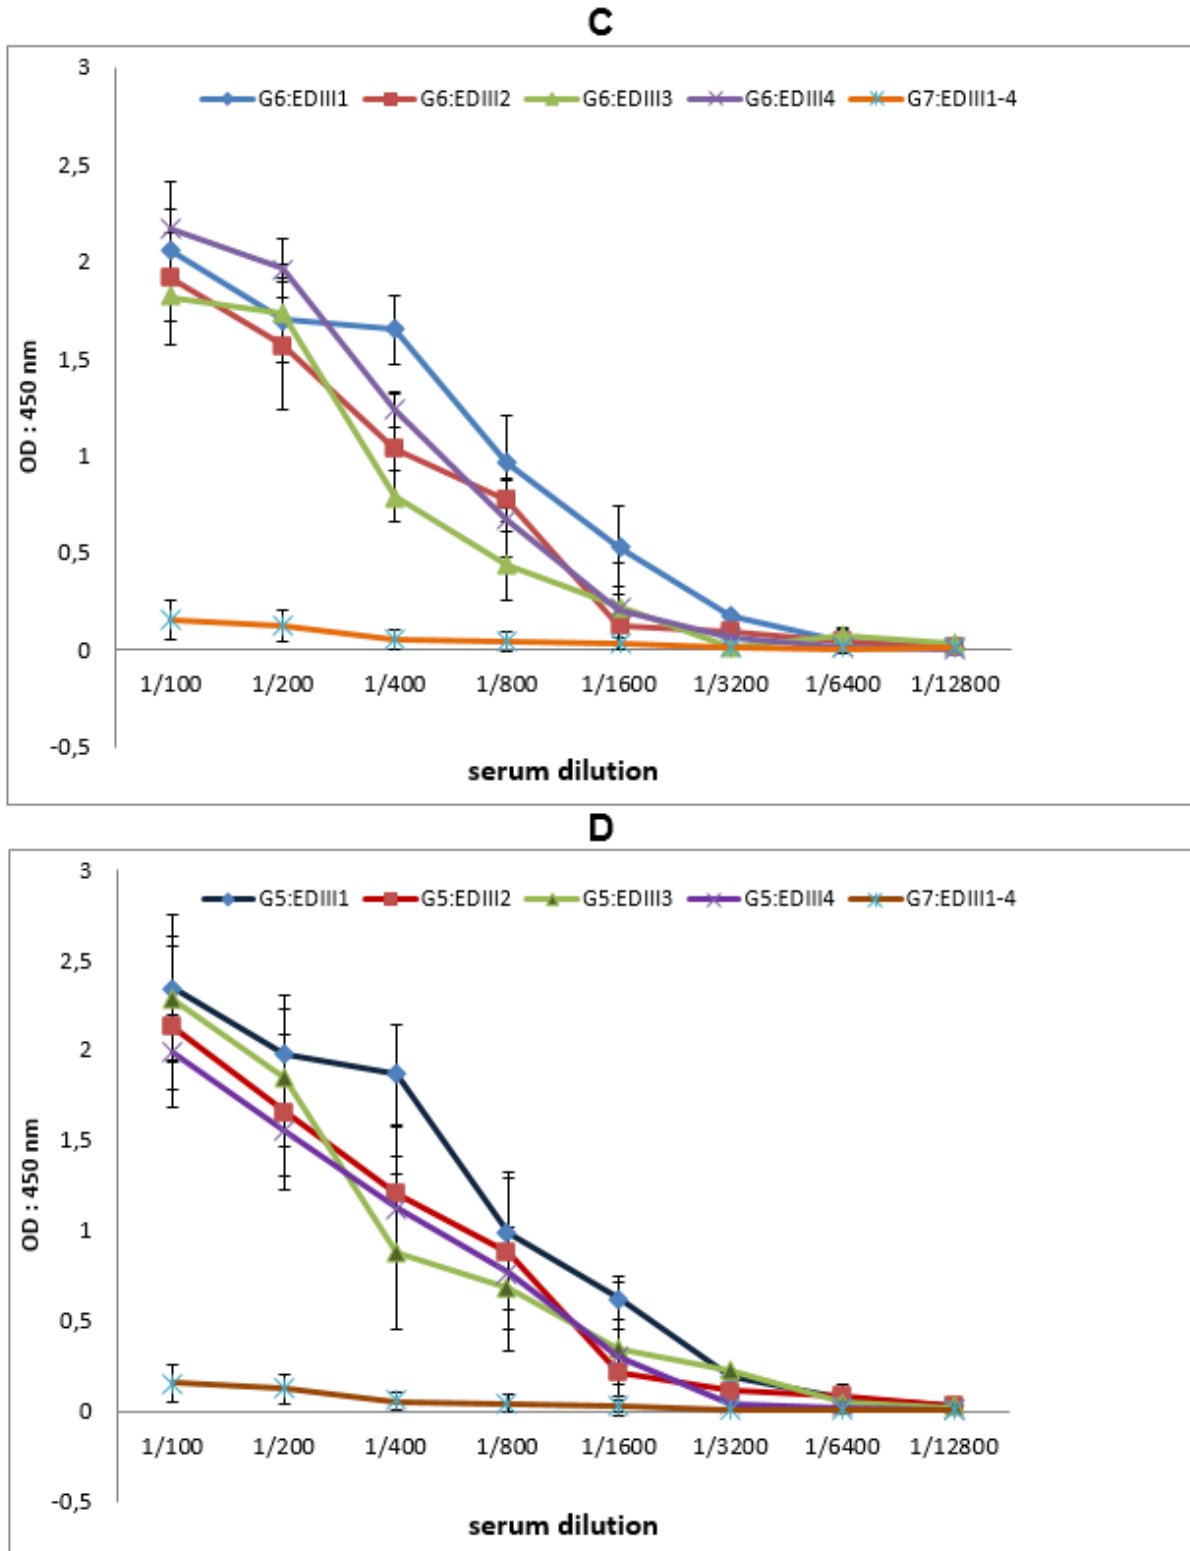 C
3
G6:EDIII1 G6:EDIII2 G6:EDIII3 G6:EDIII4 G7:EDIII1-4
2,5
2
1,5
1
0,5
0
-0,5
OD : 450 nm
1/100 1/200 1/400 1/800 1/1600 1/3200 1/6400 1/12800
serum dilution
D
3
G5:EDIII1 G5:EDIII2 G5:EDIII3 G5:EDIII4 G7:EDIII1-4
2,5
2
1,5
1
0,5
0
-0,5
OD : 450 nm
1/100 1/200 1/400 1/800 1/1600 1/3200 1/6400 1/12800
serum dilution